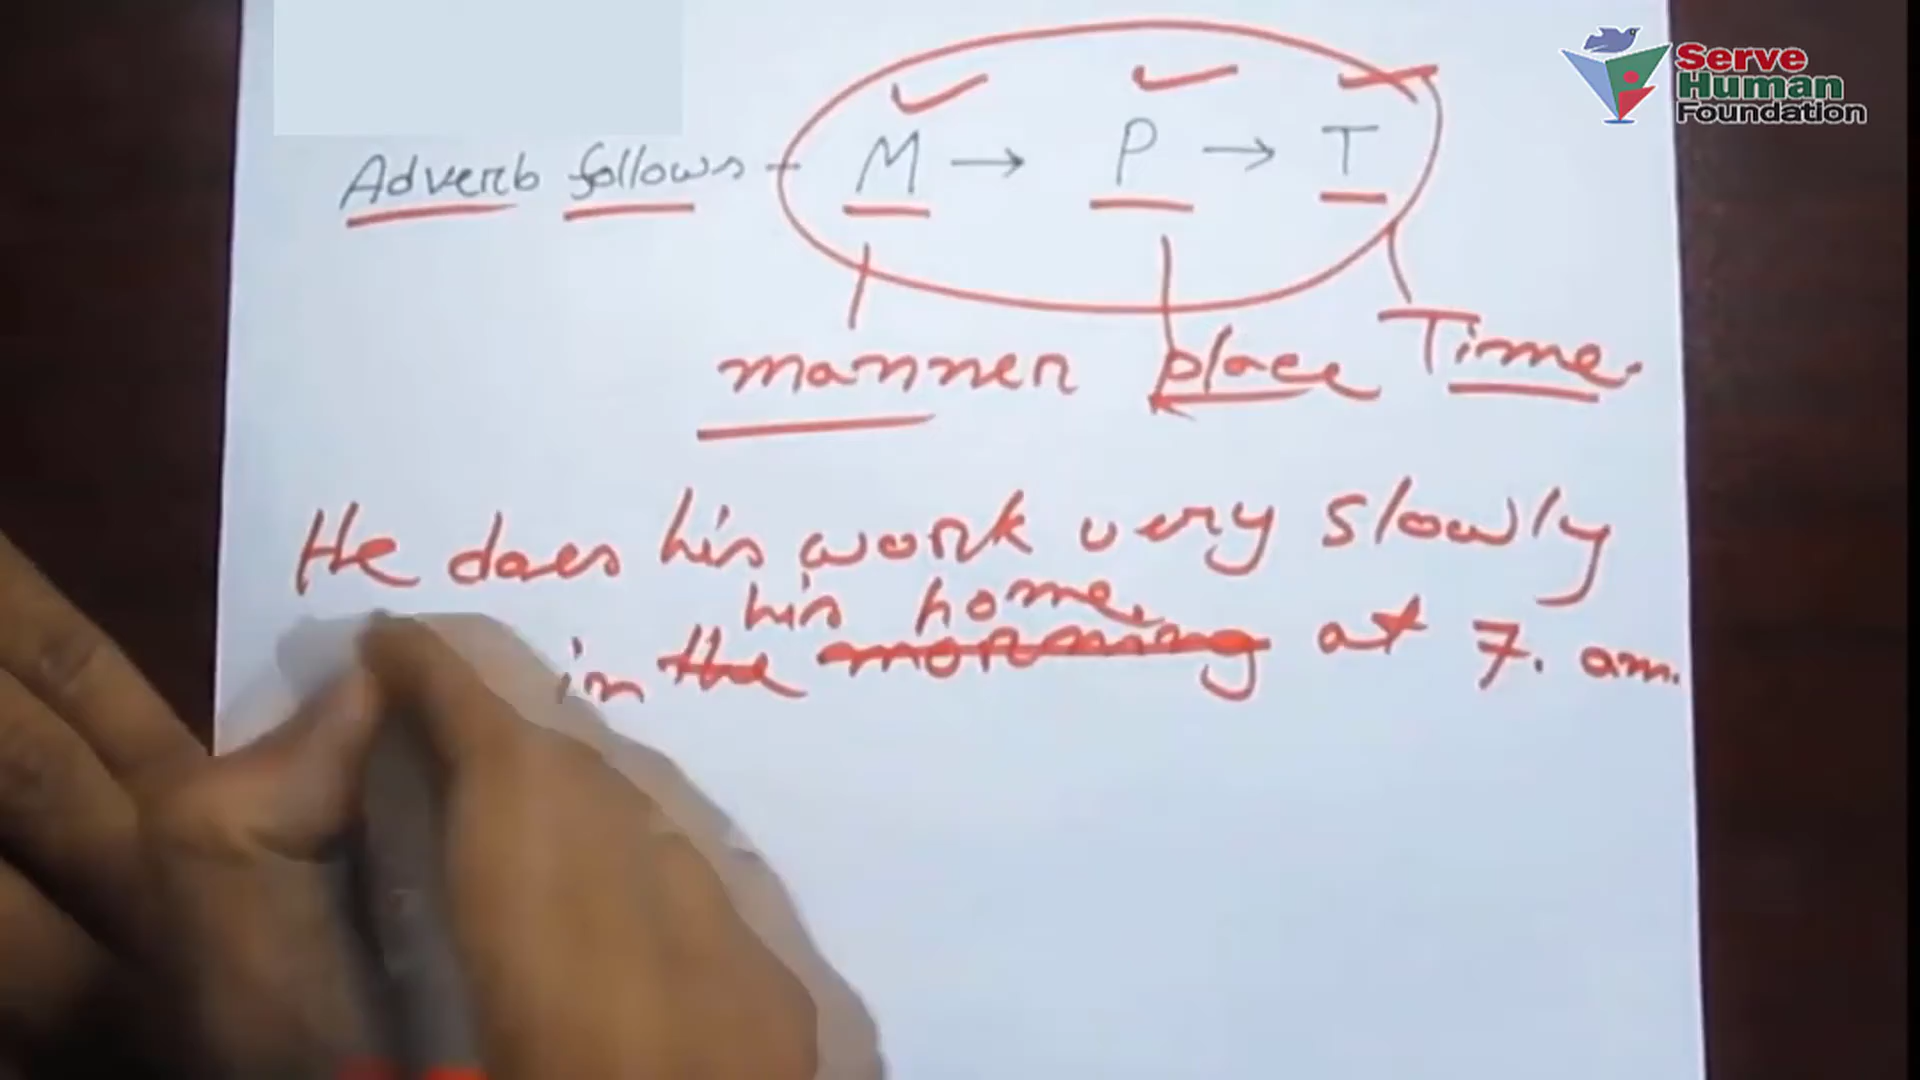 Serve
Human
Foundation
Adverb follows - M → P → T
manner place Time.
He does his work very slowly
his home.
in the morning at 7. am.